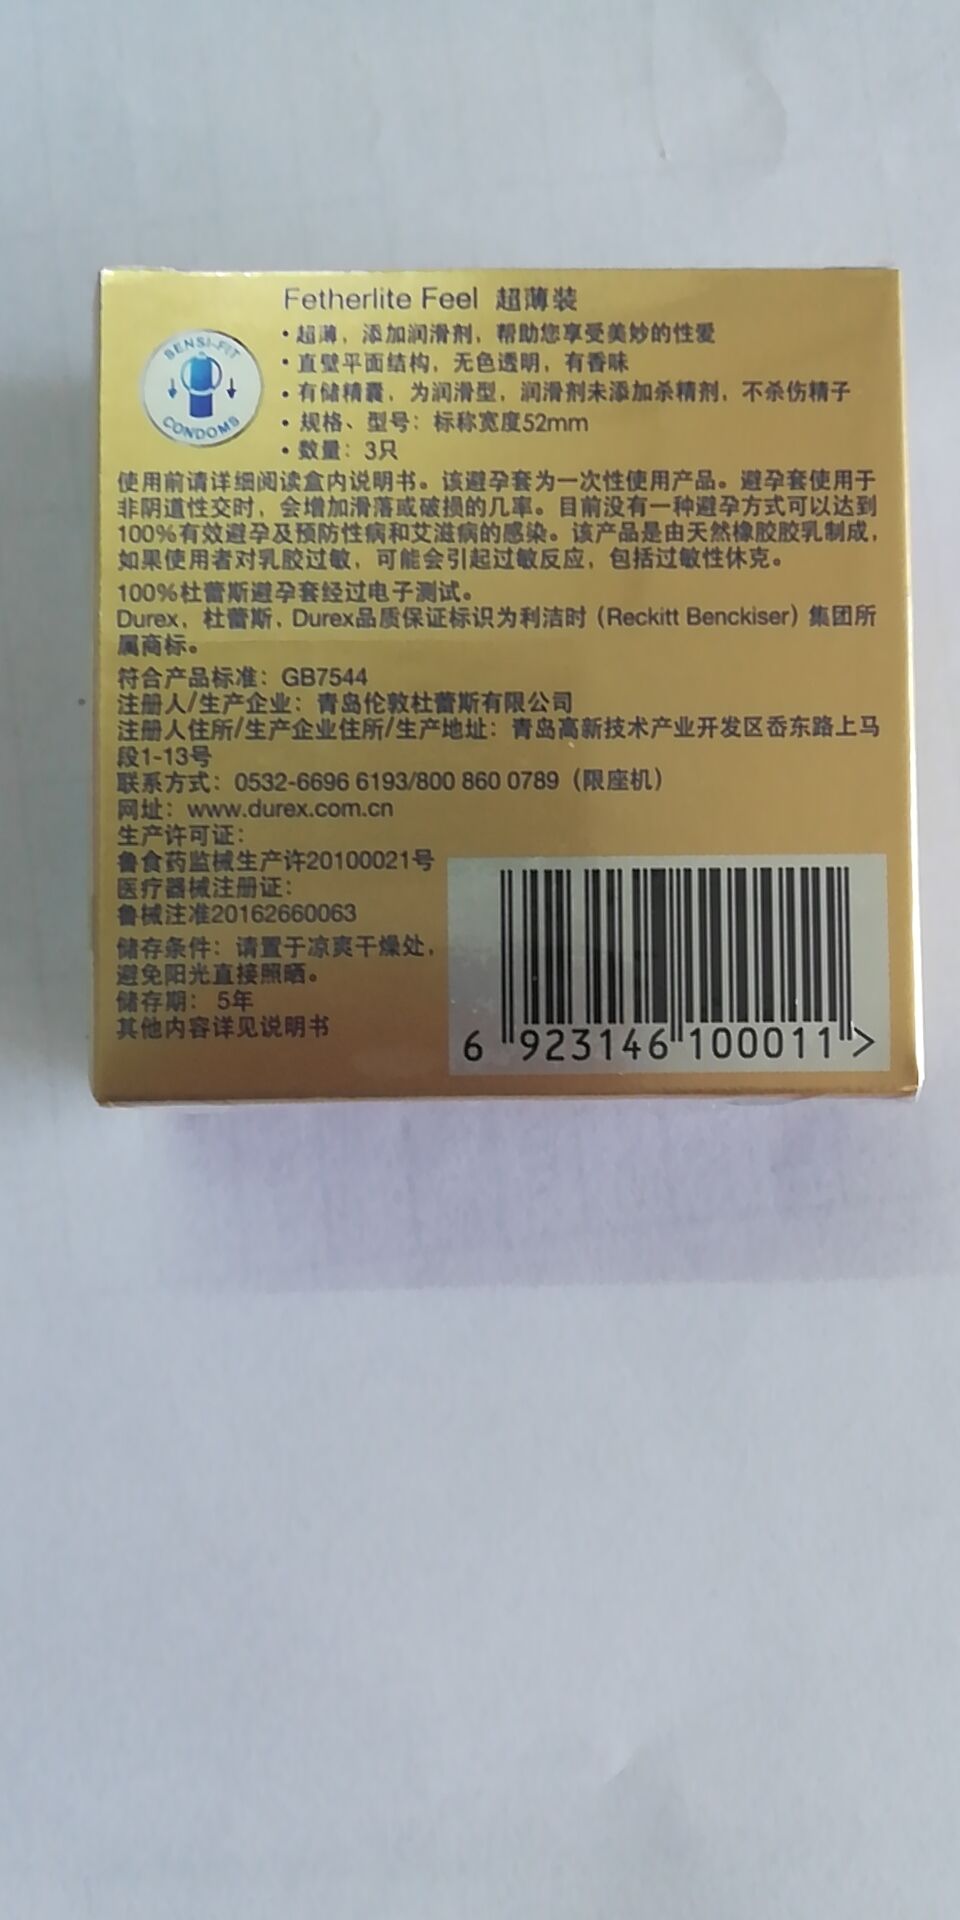 Fetherlite Feel 超薄装
SENSI-FIT
CONDOMS
·超薄，添加润滑剂，帮助您享受美妙的性爱
·直壁平面结构，无色透明，有香味
·有储精囊，为润滑型，润滑剂未添加杀精剂，不杀伤精子
·规格、型号：标称宽度52mm
·数量：3只
使用前请详细阅读盒内说明书。该避孕套为一次性使用产品。避孕套使用于
非阴道性交时，会增加滑落或破损的几率。目前没有一种避孕方式可以达到
100%有效避孕及预防性病和艾滋病的感染。该产品是由天然橡胶胶乳制成，
如果使用者对乳胶过敏，可能会引起过敏反应，包括过敏性休克。
100%杜蕾斯避孕套经过电子测试。
Durex，杜蕾斯，Durex品质保证标识为利洁时（Reckitt Benckiser）集团所
属商标。
符合产品标准：GB7544
注册人/生产企业：青岛伦敦杜蕾斯有限公司
注册人住所/生产企业住所/生产地址：青岛高新技术产业开发区岙东路上马
段1-13号
联系方式：0532-6696 6193/800 860 0789（限座机）
网址：www.durex.com.cn
生产许可证：
鲁食药监械生产许20100021号
医疗器械注册证：
鲁械注准20162660063
储存条件：请置于凉爽干燥处，
避免阳光直接照晒。
储存期：5年
其他内容详见说明书
6 923146 100011 >